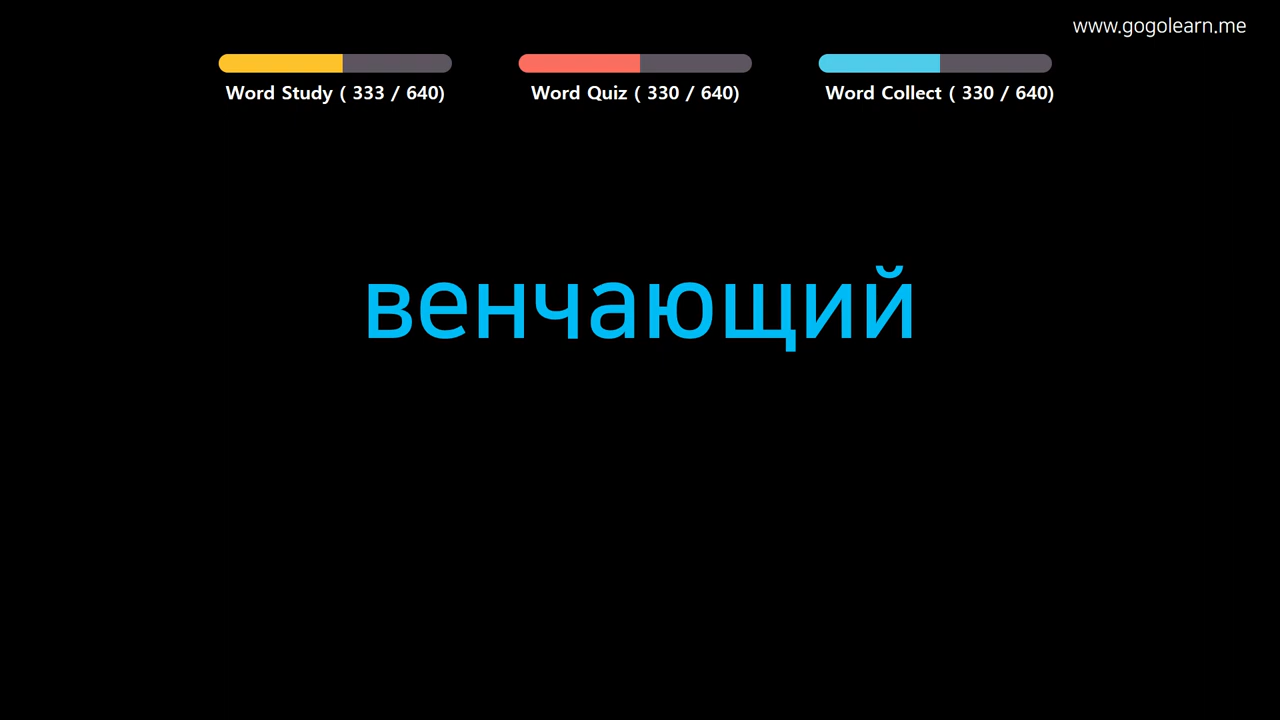 www.gogolearn.me
Word Study ( 333 / 640)
Word Quiz ( 330 / 640)
Word Collect ( 330 / 640)
венчающий